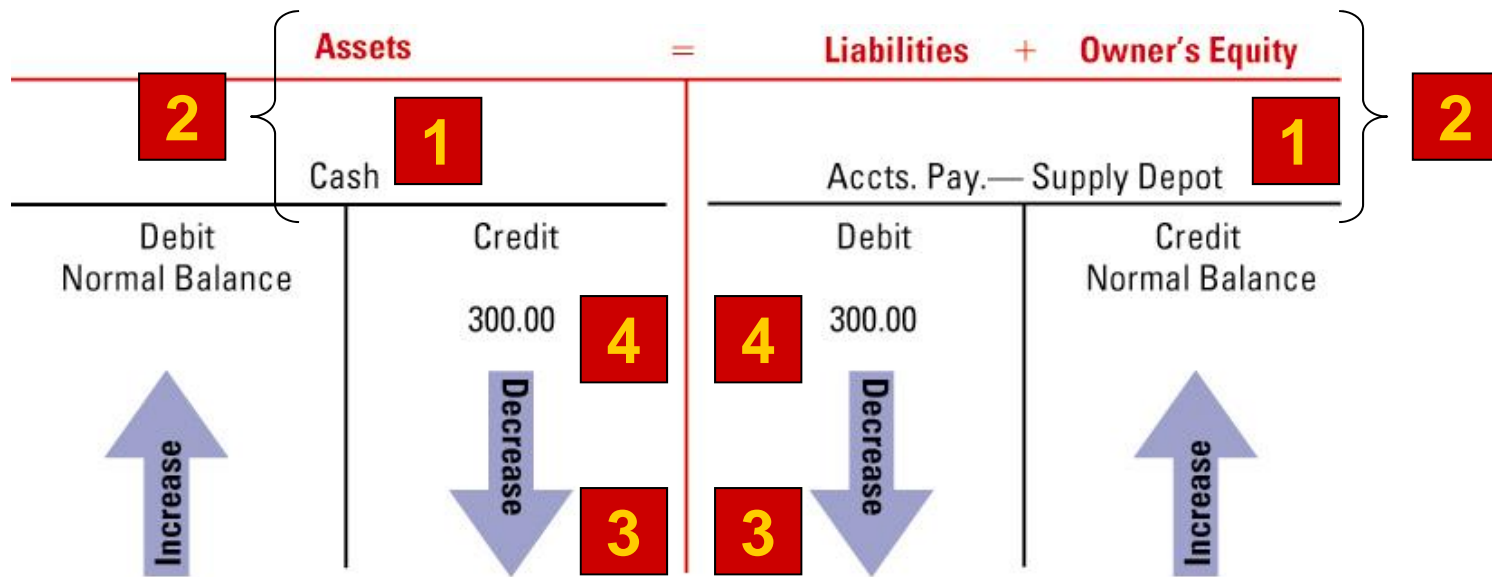 Assets = Liabilities + Owner's Equity
2 1 1 2
Cash Accts. Pay.— Supply Depot
Debit Credit Debit Credit
Normal Balance Normal Balance
300.00 4 4 300.00
Increase Decrease Decrease Increase
3 3